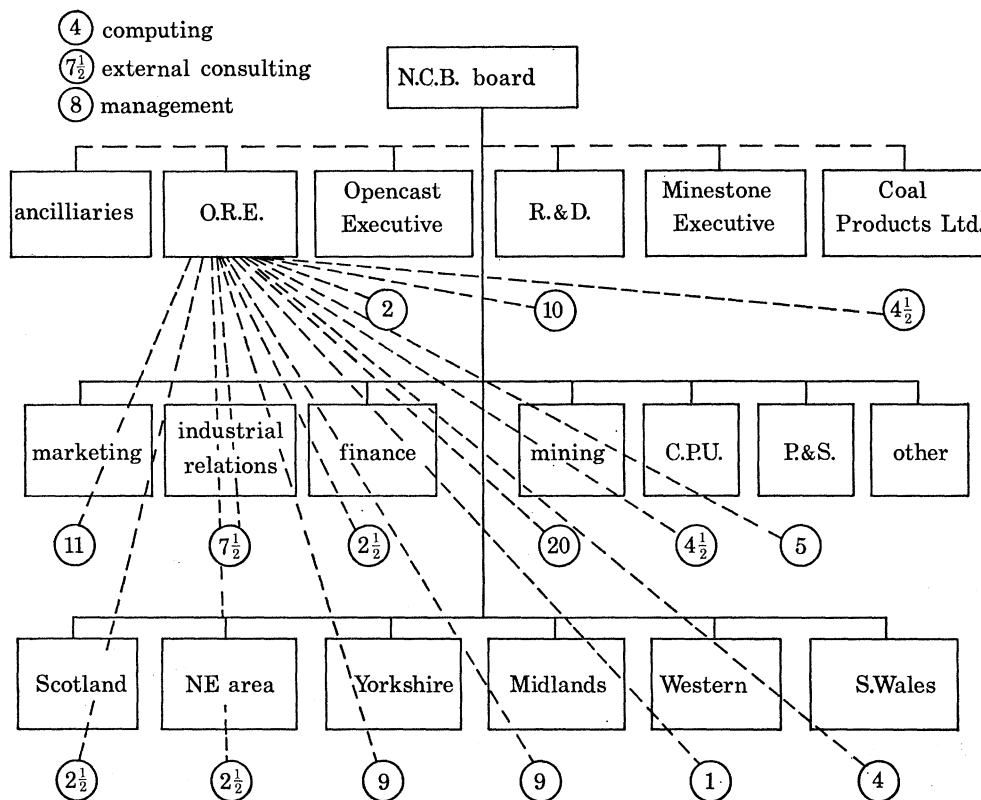 4 computing
7½ external consulting
8 management
N.C.B. board
ancilliaries
O.R.E.
Opencast
Executive
R.&D.
Minestone
Executive
Coal
Products Ltd.
2
10
4½
marketing
industrial
relations
finance
mining
C.P.U.
P.&S.
other
11
7½
2½
20
4½
5
Scotland
NE area
Yorkshire
Midlands
Western
S.Wales
2½
2½
9
9
1
4